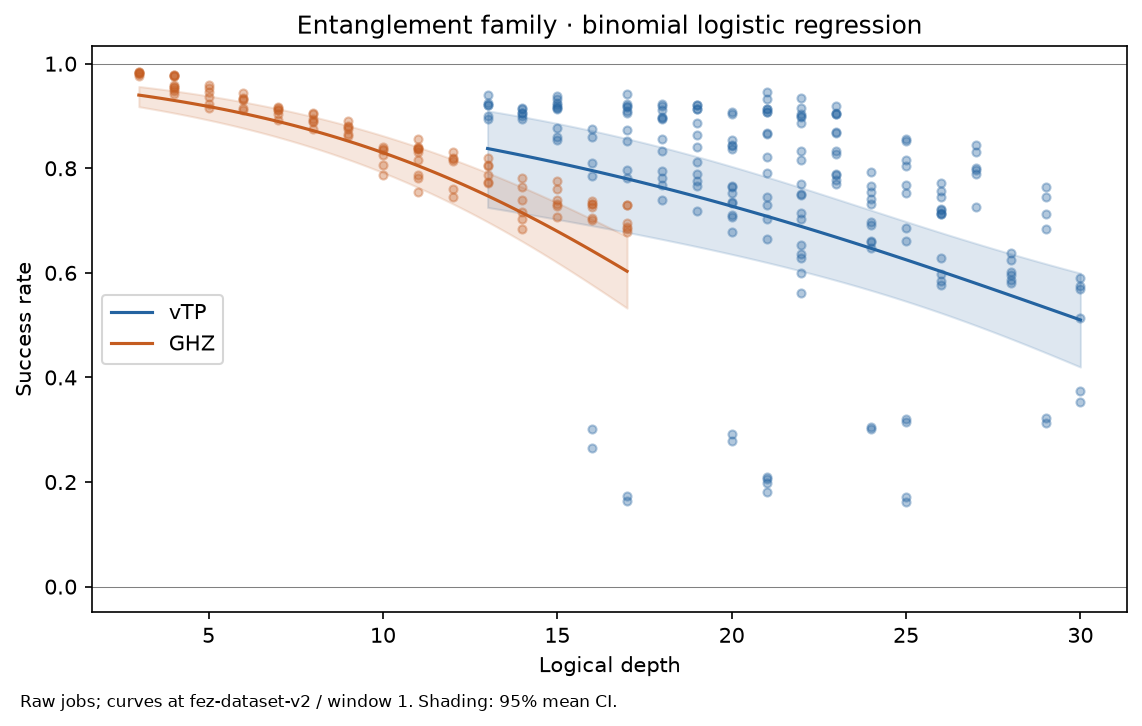 Entanglement family · binomial logistic regression
Success rate
1.0
0.8
0.6
0.4
0.2
0.0
vTP
GHZ
5 10 15 20 25 30
Logical depth
Raw jobs; curves at fez-dataset-v2 / window 1. Shading: 95% mean CI.